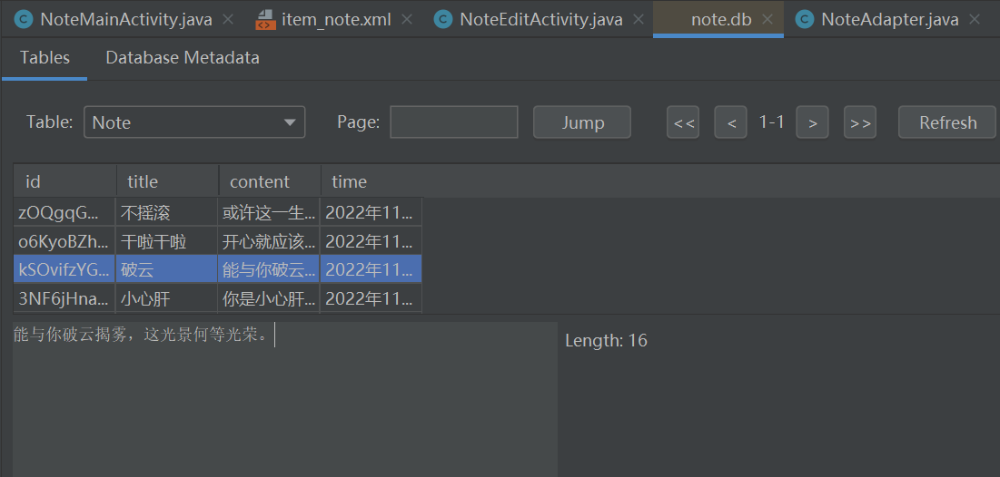 NoteMainActivity.java item_note.xml NoteEditActivity.java note.db NoteAdapter.java
Tables Database Metadata
Table: Note Page: Jump << < 1-1 > >> Refresh
id title content time
zOQgqG... 不摇滚 或许这一生... 2022年11...
o6KyoBZh... 干啦干啦 开心就应该... 2022年11...
kSOvifzYG... 破云 能与你破云... 2022年11...
3NF6jHna... 小心肝 你是小心肝... 2022年11...
能与你破云揭雾，这光景何等光荣。
Length: 16